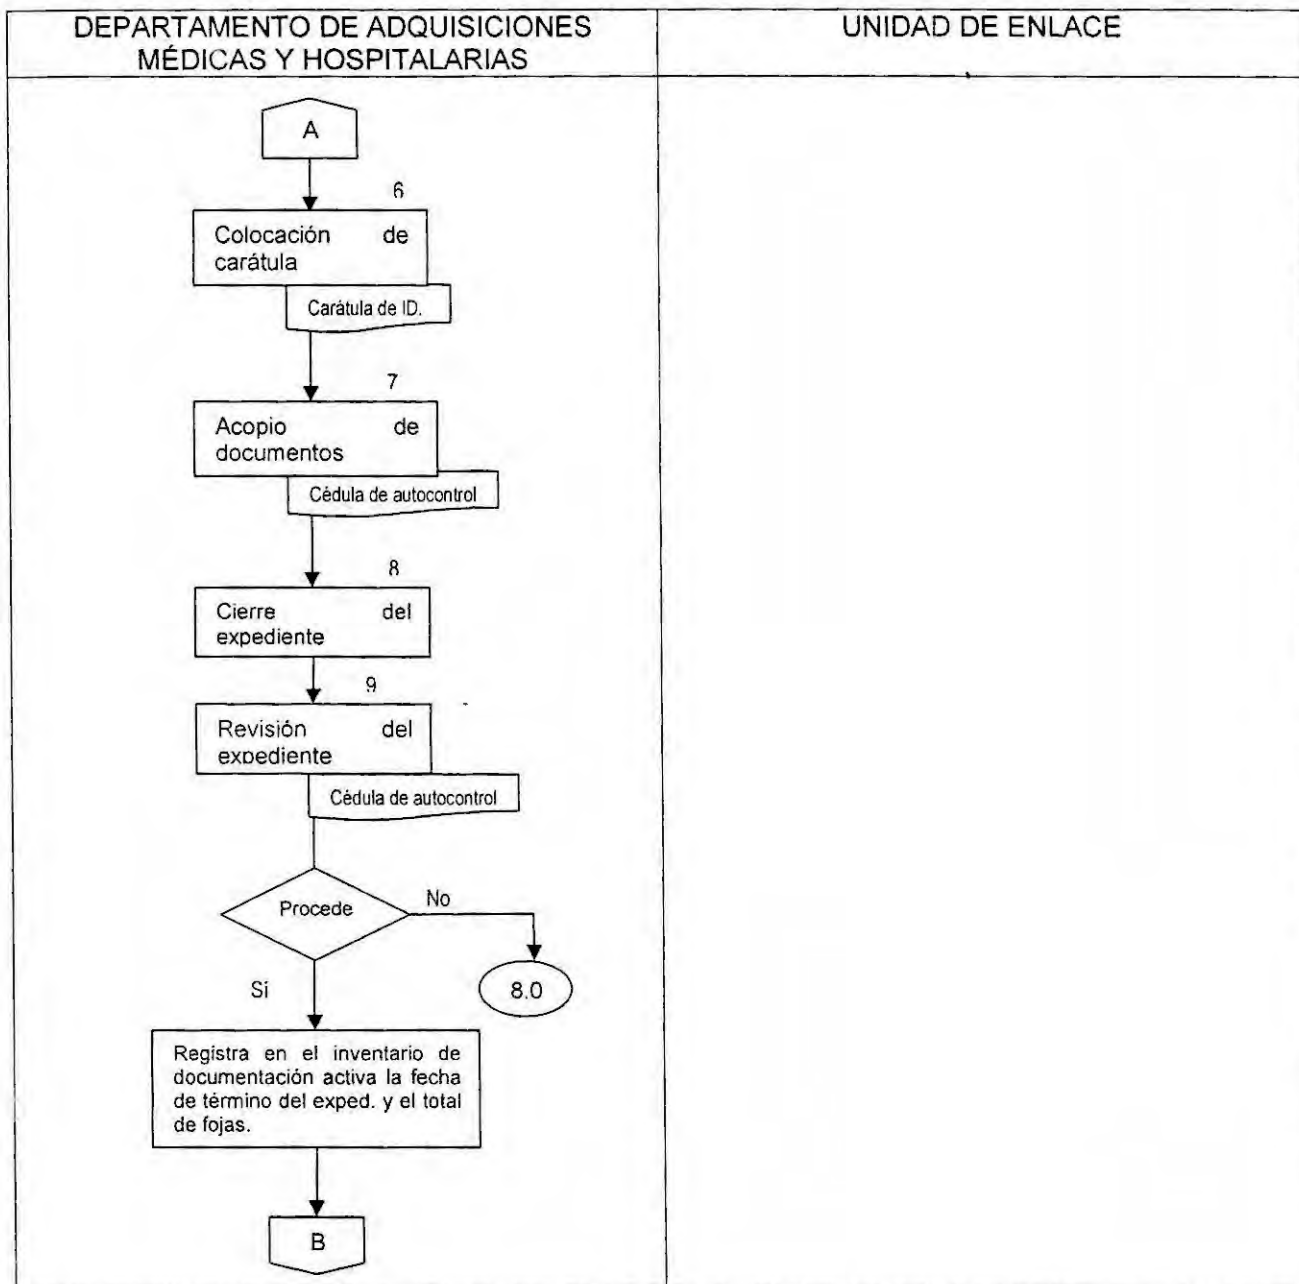 DEPARTAMENTO DE ADQUISICIONES
MÉDICAS Y HOSPITALARIAS
UNIDAD DE ENLACE
A
6
Colocación de
carátula
Carátula de ID.
7
Acopio de
documentos
Cédula de autocontrol
8
Cierre del
expediente
9
Revisión del
expediente
Cédula de autocontrol
Procede
No
Sí
8.0
Registra en el inventario de
documentación activa la fecha
de término del exped. y el total
de fojas.
B